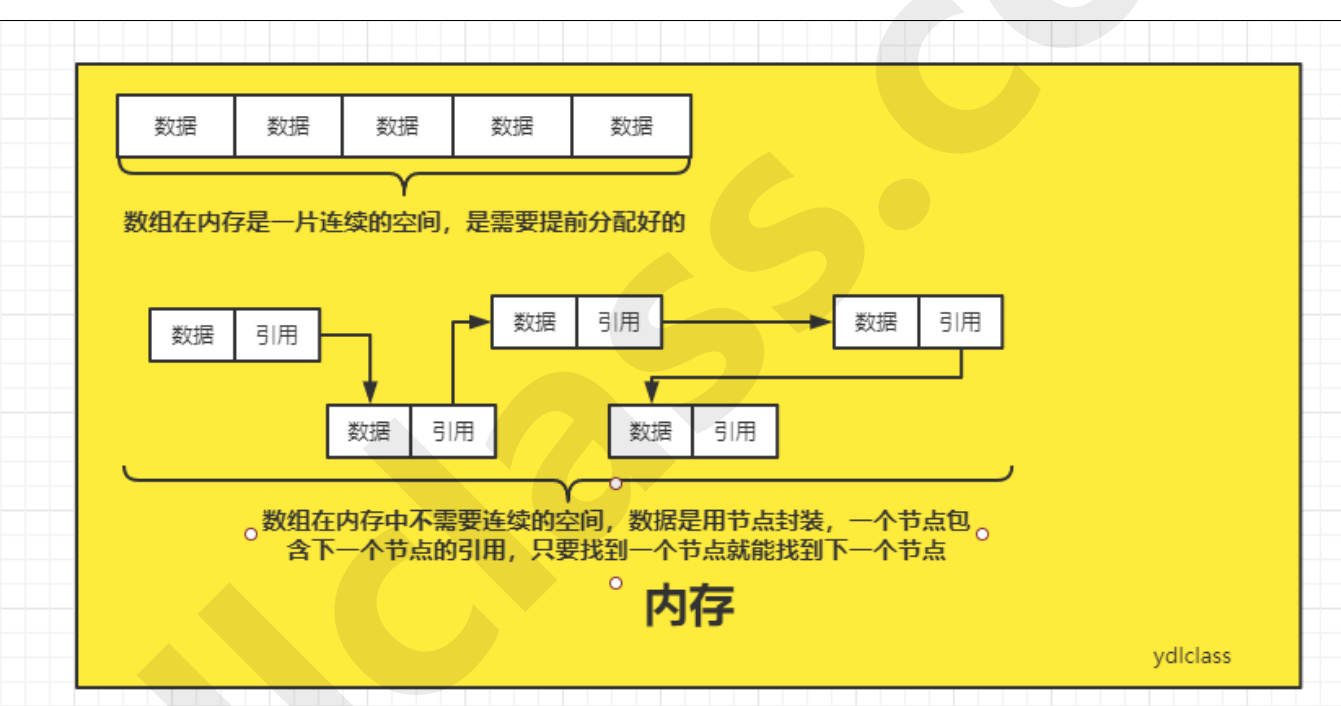 数据 数据 数据 数据 数据
数组在内存是一片连续的空间，是需要提前分配好的
数据 引用
数据 引用
数据 引用
数据 引用
数据 引用
数组在内存中不需要连续的空间，数据是用节点封装，一个节点包
含下一个节点的引用，只要找到一个节点就能找到下一个节点
内存
ydlclass